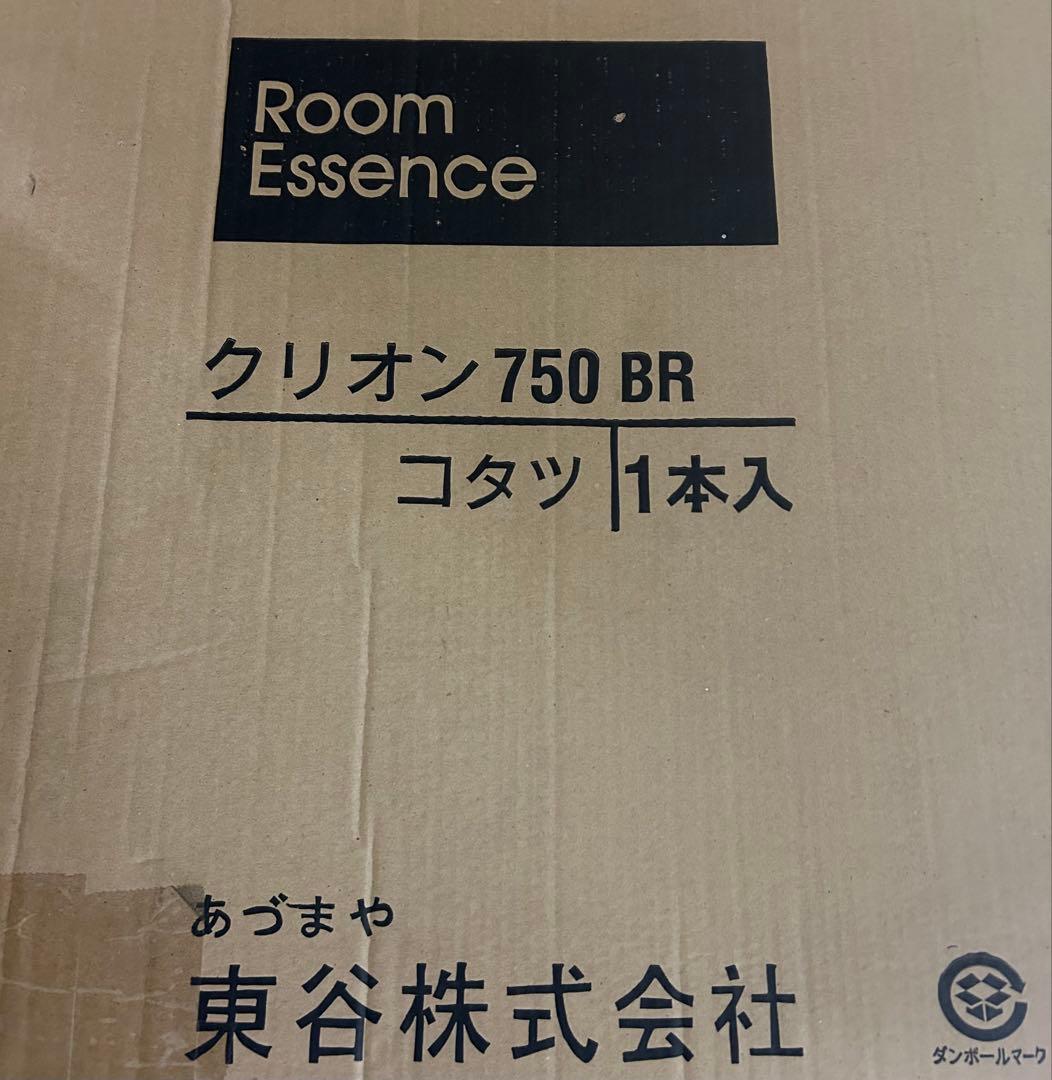 Room
Essence
クリオン750 BR
コタツ 1本入
あづまや
東谷株式会社
ダンボールマーク